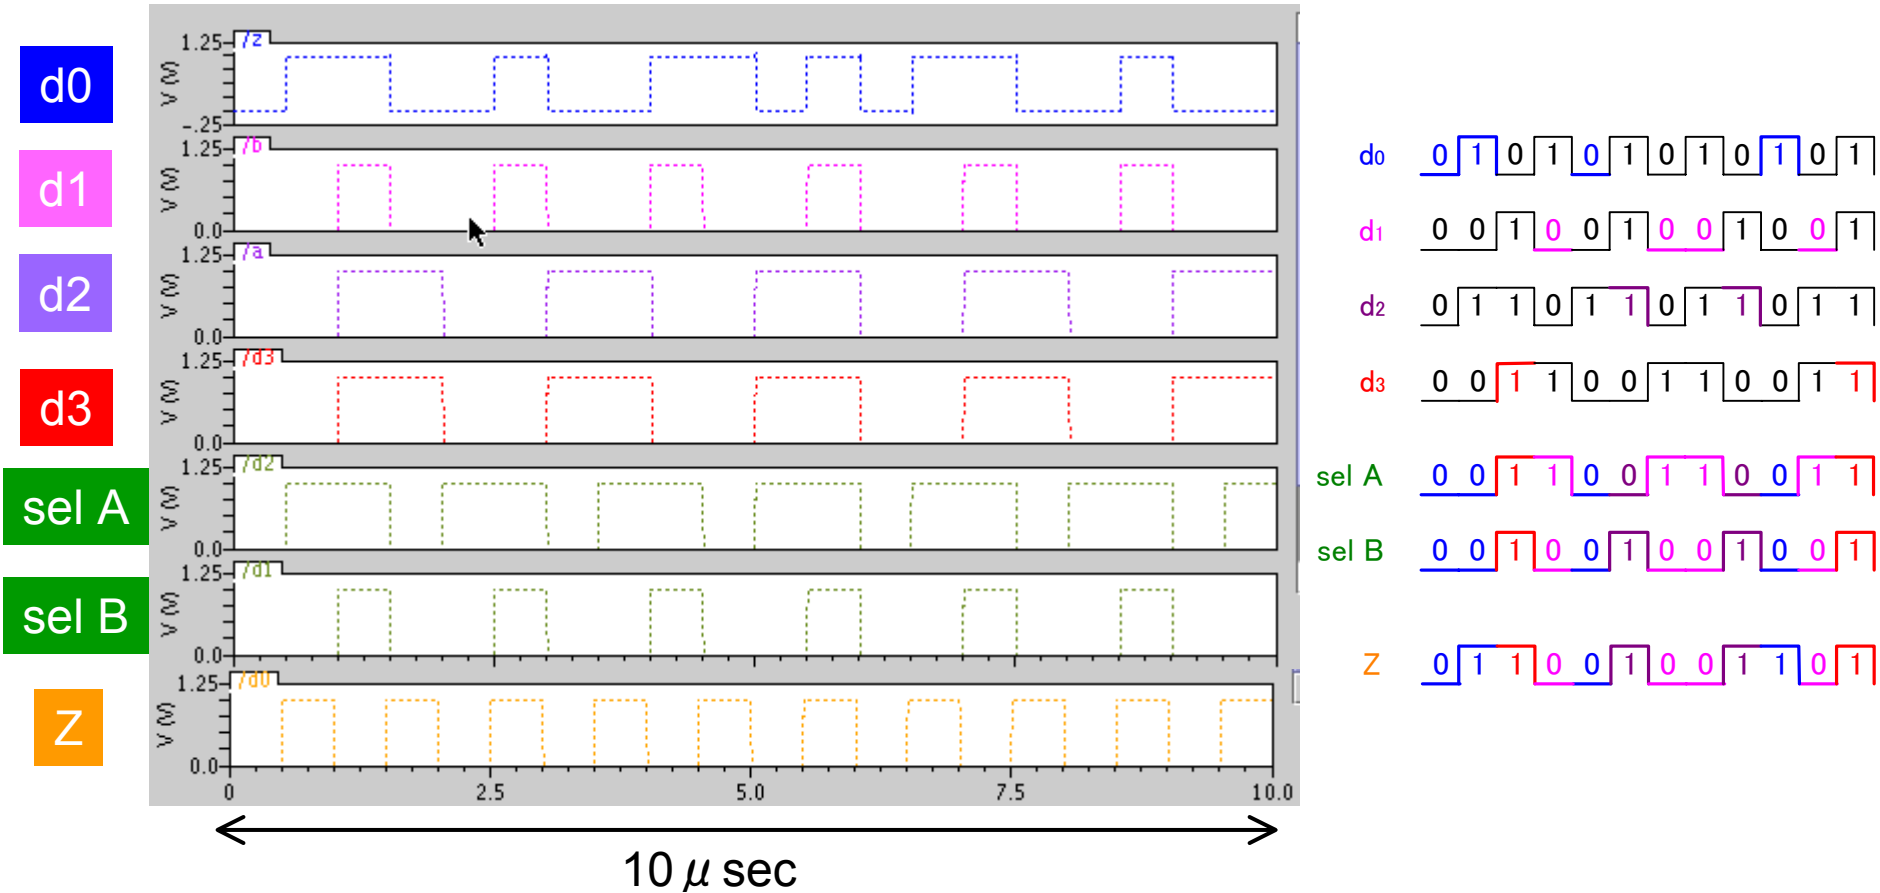 d0
d1
d2
d3
sel A
sel B
Z
/z
1.25
V (V)
-.25
/b
1.25
V (V)
0.0
/a
1.25
V (V)
0.0
/d3
1.25
V (V)
0.0
/d2
1.25
V (V)
0.0
/d1
1.25
V (V)
0.0
/d0
1.25
V (V)
0.0
0 2.5 5.0 7.5 10.0
10 μ sec
d0 0 1 0 1 0 1 0 1 0 1 0 1
d1 0 0 1 0 0 1 0 0 1 0 0 1
d2 0 1 1 0 1 1 0 1 1 0 1 1
d3 0 0 1 1 0 0 1 1 0 0 1 1
sel A 0 0 1 1 0 0 1 1 0 0 1 1
sel B 0 0 1 0 0 1 0 0 1 0 0 1
Z 0 1 1 0 0 1 0 0 1 1 0 1